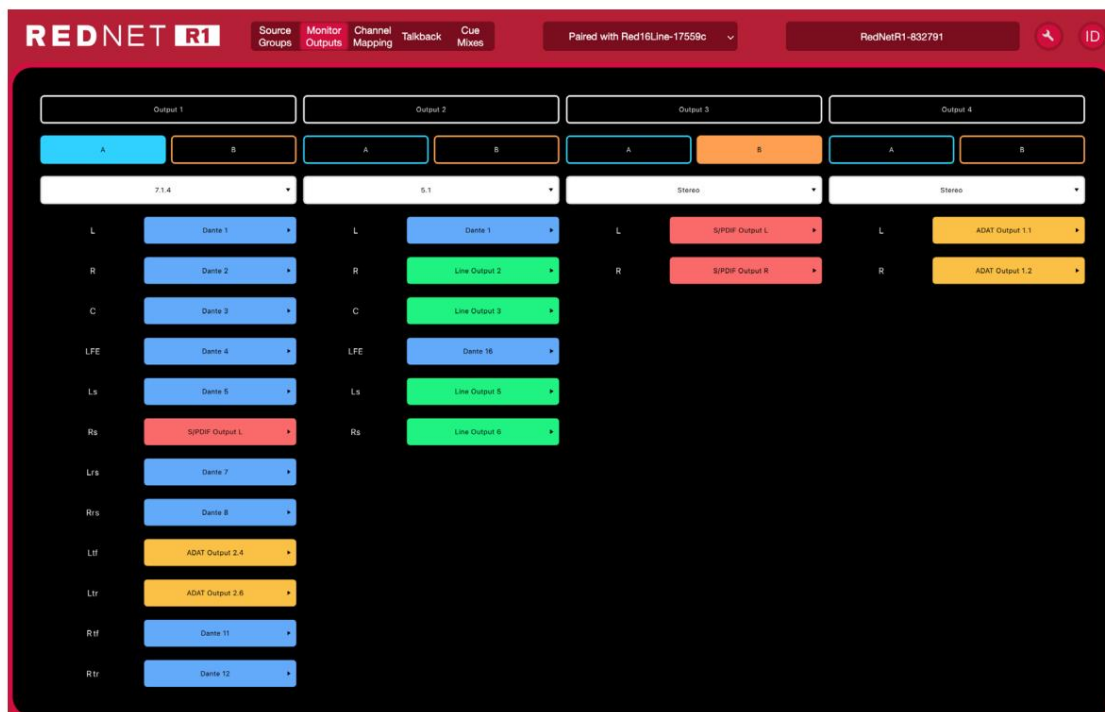 REDNET R1
Source Groups
Monitor Outputs
Channel Mapping
Talkback
Cue Mixes
Paired with Red16Line-17559c
RedNetR1-832791
ID
Output 1
Output 2
Output 3
Output 4
A B A B A B A B
7.1.4
5.1
Stereo
Stereo
L Dante 1 L Dante 1 L S/PDIF Output L L ADAT Output 1.1
R Dante 2 R Line Output 2 R S/PDIF Output R R ADAT Output 1.2
C Dante 3 C Line Output 3
LFE Dante 4 LFE Dante 16
Ls Dante 5 Ls Line Output 5
Rs S/PDIF Output L Rs Line Output 6
Lrs Dante 7
Rrs Dante 8
Ltf ADAT Output 2.4
Ltr ADAT Output 2.6
Rtf Dante 11
Rtr Dante 12